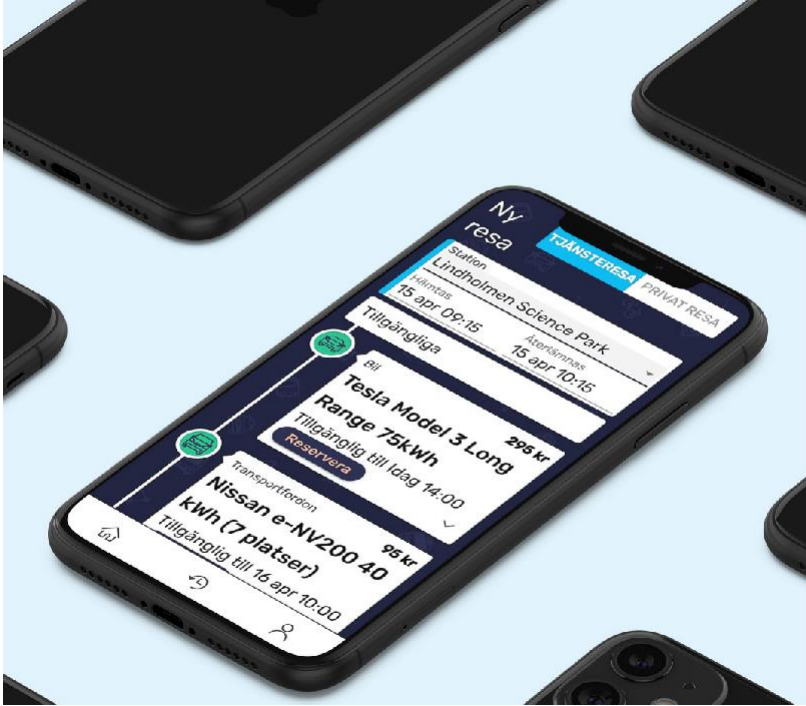 Ny
resa
TJÄNSTERESA
PRIVAT RESA
Station
Lindholmen Science Park
Hämtas
15 apr 09:15
Återlämnas
15 apr 10:15
Tillgängliga
Bil
Tesla Model 3 Long
Range 75kWh
295 kr
Tillgänglig till Idag 14:00
Reservera
Transportfordon
Nissan e-NV200 40
kWh (7 platser)
95 kr
Tillgänglig till 16 apr 10:00